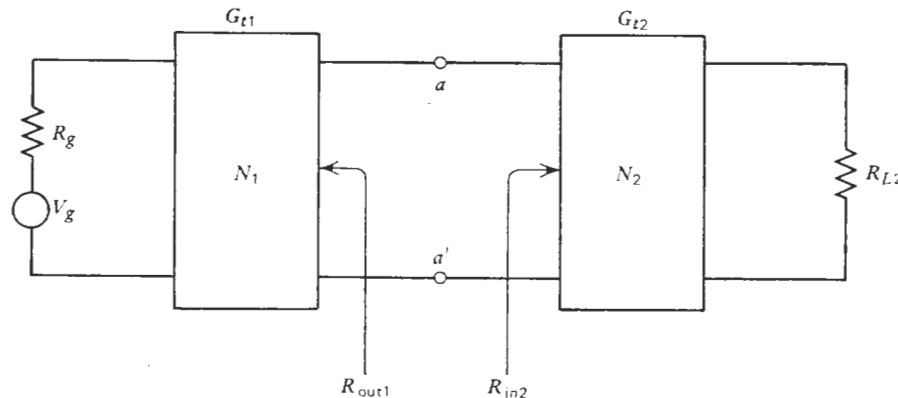 G_t1
G_t2
a
R_g
N_1
N_2
R_L2
V_g
a'
R_out1
R_in2